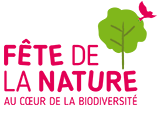 FÊTE DE
LA NATURE
AU CŒUR DE LA BIODIVERSITÉ